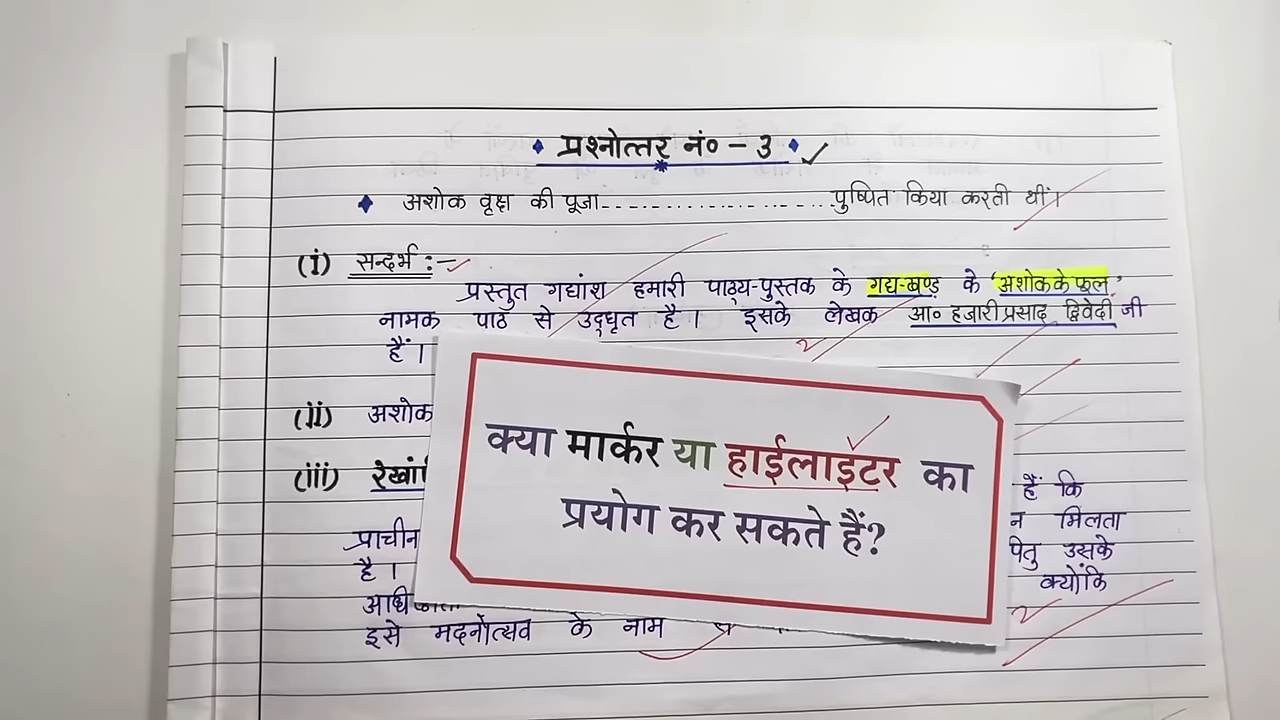 प्रश्नोत्तर नं० - 3
अशोक वृक्ष की पूजा-------------------पुष्पित किया करती थीं।
(i) सन्दर्भ :-
प्रस्तुत गद्यांश हमारी पाठ्य-पुस्तक के गद्य-खण्ड के 'अशोक के फूल'
नामक पाठ से उद्धृत है। इसके लेखक आ० हजारी प्रसाद द्विवेदी जी
हैं।
(ii) अशोक
(iii) रेखां
हैं कि
प्राचीन
न मिलता
है।
पितु उसके
क्योंकि
इसे मदनोत्सव के नाम
क्या मार्कर या हाईलाइटर का
प्रयोग कर सकते हैं?